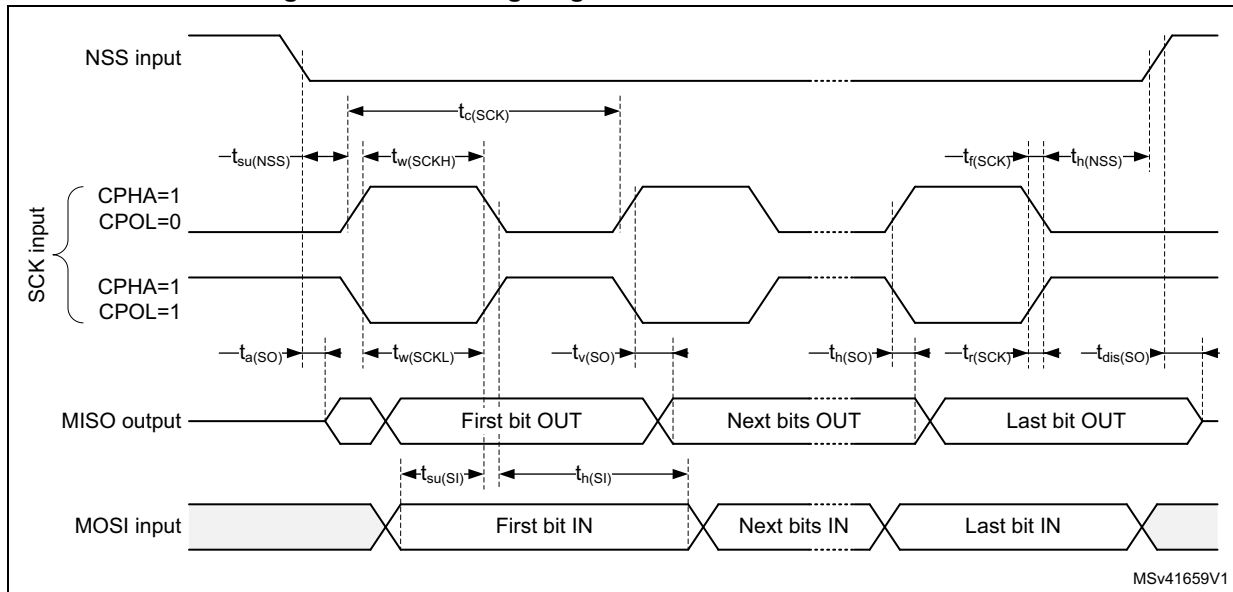 NSS input
tc(SCK)
tsu(NSS)
tw(SCKH)
tf(SCK)
th(NSS)
SCK input
CPHA=1
CPOL=0
CPHA=1
CPOL=1
ta(SO)
tw(SCKL)
tv(SO)
th(SO)
tr(SCK)
tdis(SO)
MISO output
First bit OUT
Next bits OUT
Last bit OUT
tsu(SI)
th(SI)
MOSI input
First bit IN
Next bits IN
Last bit IN
MSv41659V1